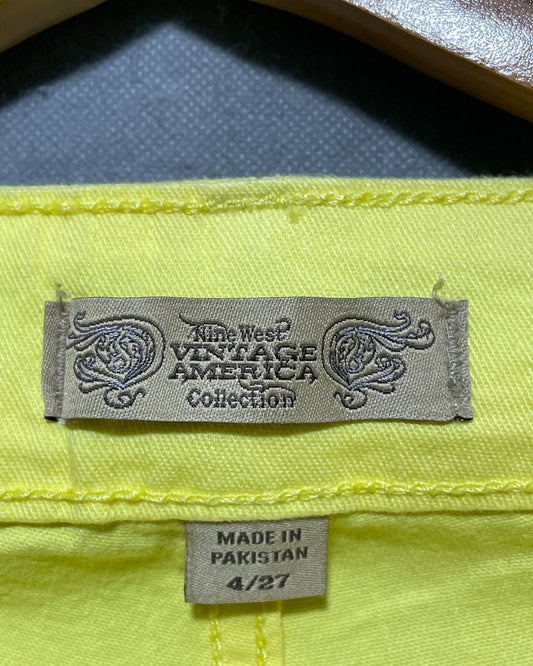 Nine West
VINTAGE
AMERICA
Collection
MADE IN
PAKISTAN
4/27